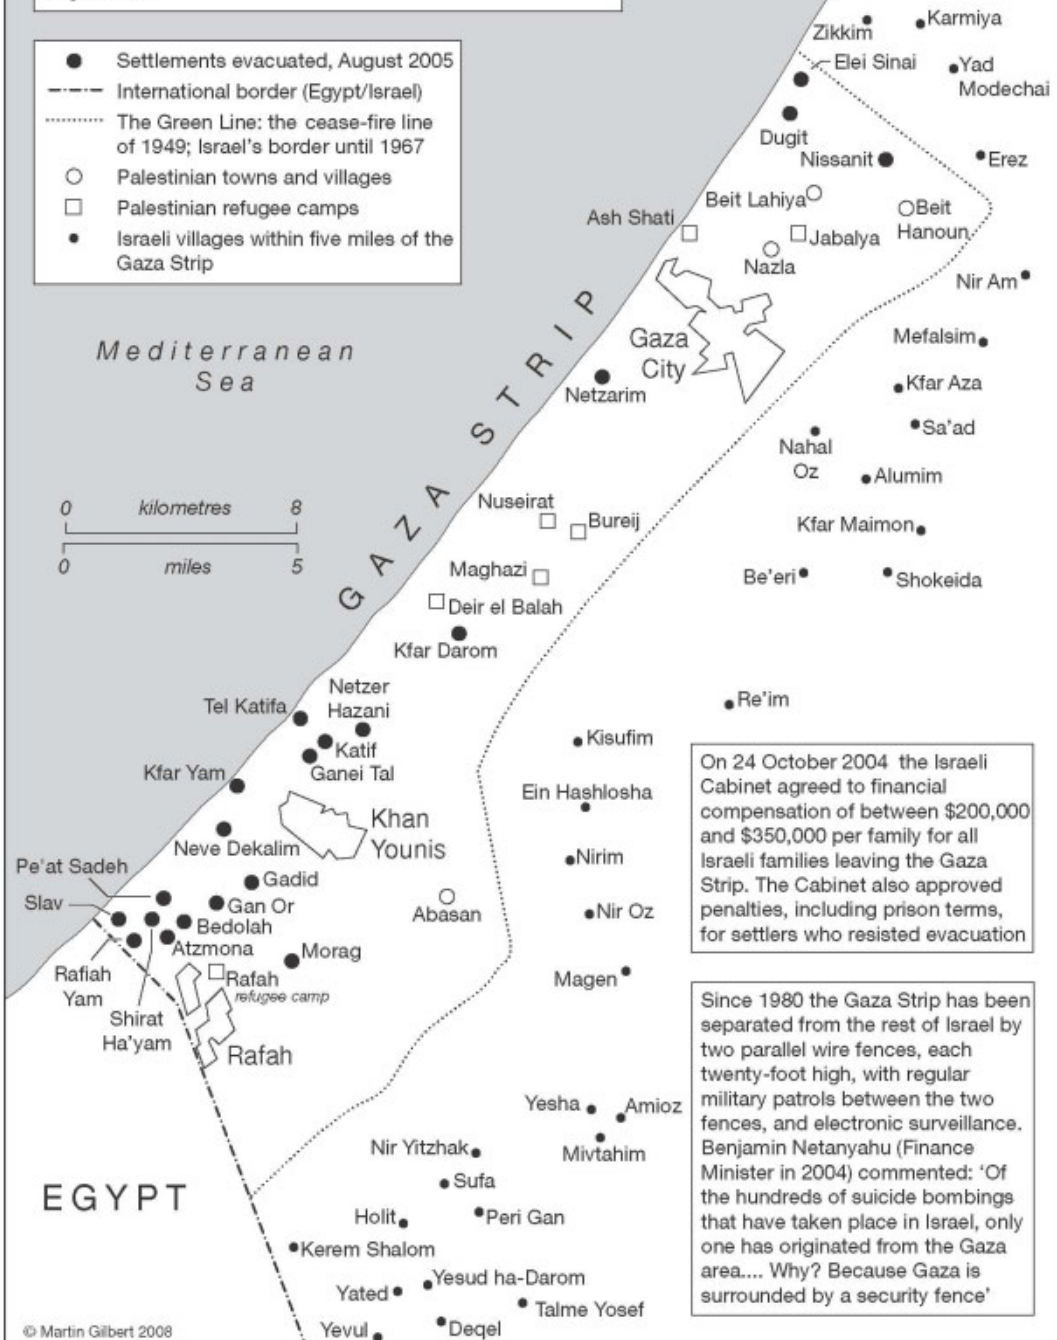 Settlements evacuated, August 2005
International border (Egypt/Israel)
The Green Line: the cease-fire line
of 1949; Israel's border until 1967
Palestinian towns and villages
Palestinian refugee camps
Israeli villages within five miles of the
Gaza Strip
Zikkim
Karmiya
Elei Sinai
Yad
Modechai
Dugit
Nissanit
Erez
Beit Lahiya
Beit
Hanoun
Ash Shati
Jabalya
Nazla
Nir Am
Mediterranean
Sea
GAZA STRIP
Gaza
City
Mefalsim
Netzarim
Kfar Aza
Sa'ad
Nahal
Oz
Alumim
0 kilometres 8
0 miles 5
Nuseirat
Bureij
Kfar Maimon
Maghazi
Be'eri
Shokeida
Deir el Balah
Kfar Darom
Netzer
Hazani
Tel Katifa
Re'im
Katif
Ganei Tal
Kisufim
Kfar Yam
Ein Hashlosha
Khan
Younis
Neve Dekalim
Nirim
Pe'at Sadeh
Gadid
Slav
Gan Or
Abasan
Nir Oz
Bedolah
Atzmona
Morag
Rafiah
Yam
Rafah
refugee camp
Magen
Shirat
Ha'yam
Rafah
On 24 October 2004 the Israeli
Cabinet agreed to financial
compensation of between $200,000
and $350,000 per family for all
Israeli families leaving the Gaza
Strip. The Cabinet also approved
penalties, including prison terms,
for settlers who resisted evacuation
Since 1980 the Gaza Strip has been
separated from the rest of Israel by
two parallel wire fences, each
twenty-foot high, with regular
military patrols between the two
fences, and electronic surveillance.
Benjamin Netanyahu (Finance
Minister in 2004) commented: 'Of
the hundreds of suicide bombings
that have taken place in Israel, only
one has originated from the Gaza
area.... Why? Because Gaza is
surrounded by a security fence'
Yesha
Amioz
Mivtahim
Nir Yitzhak
Sufa
EGYPT
Holit
Peri Gan
Kerem Shalom
Yesud ha-Darom
Yated
Talme Yosef
Yevul
Deqel
© Martin Gilbert 2008